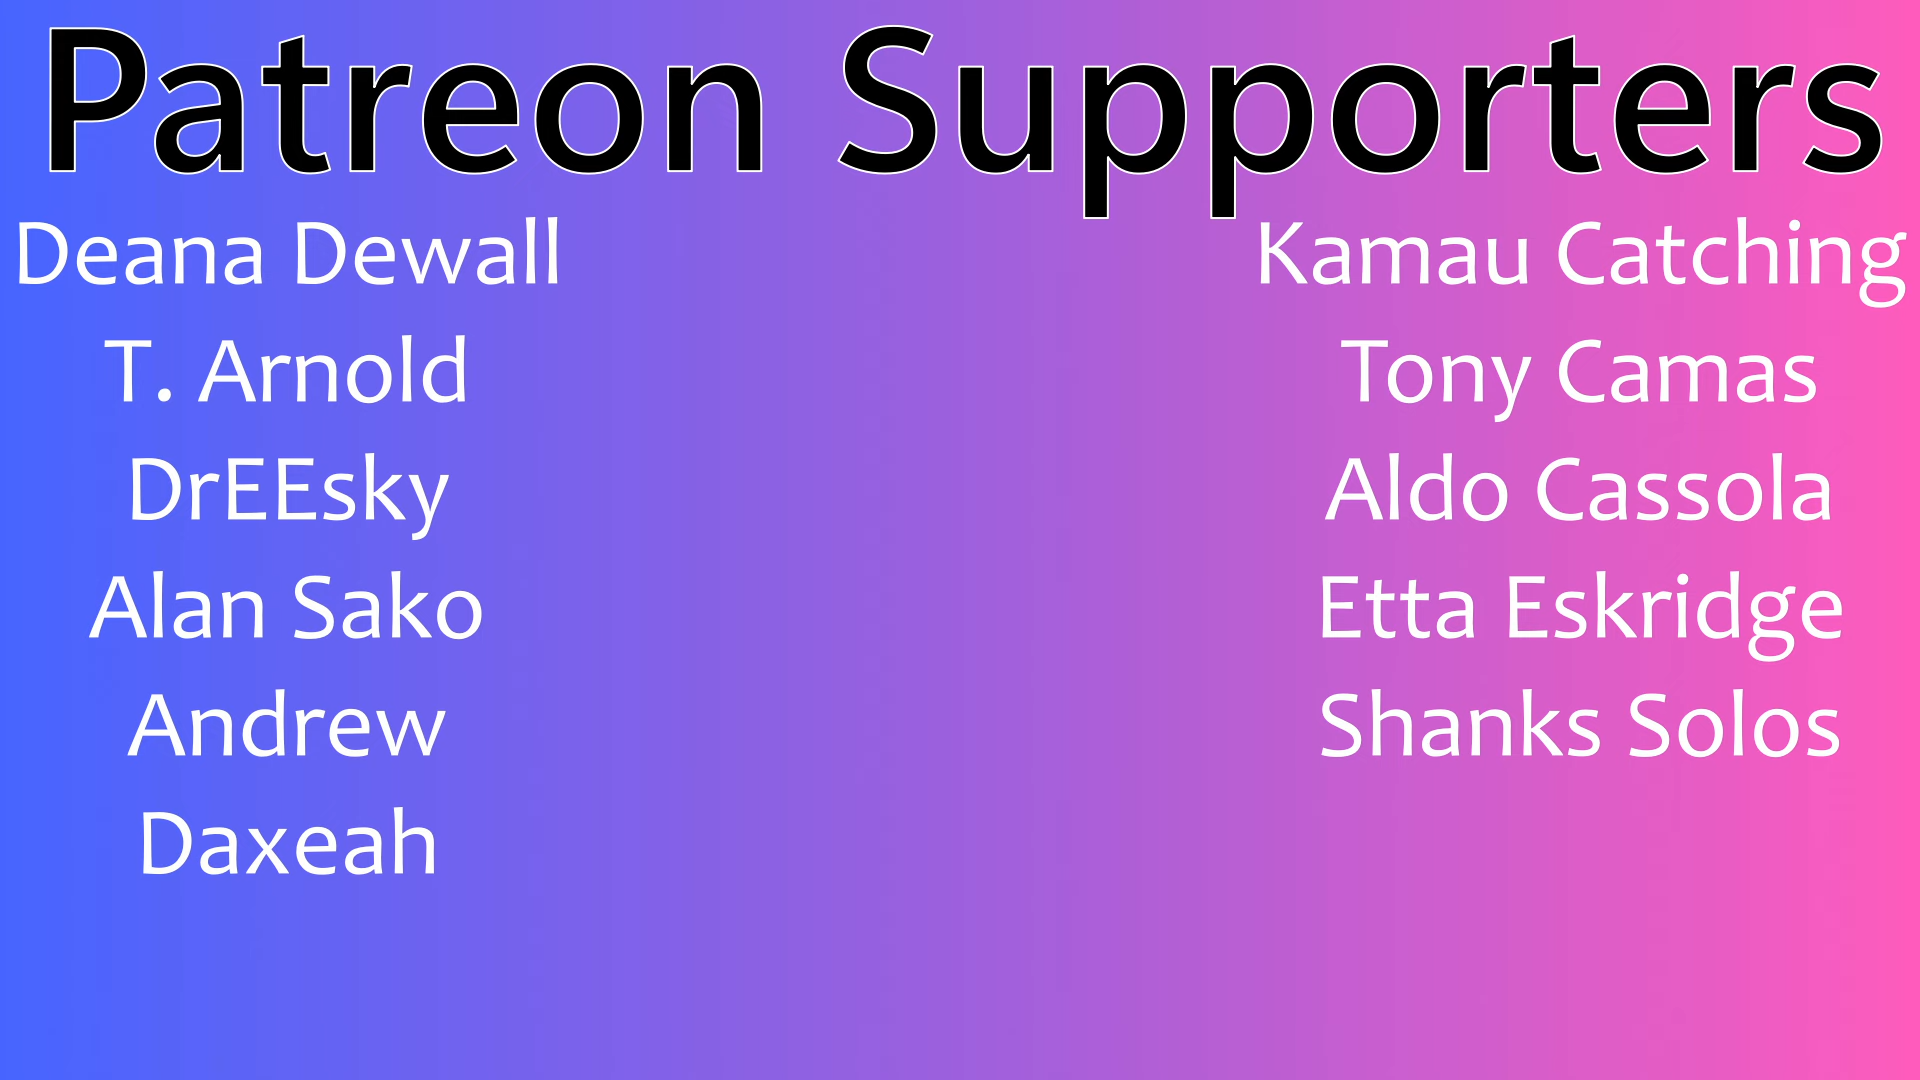 Patreon Supporters
Deana Dewall
T. Arnold
DrEEsky
Alan Sako
Andrew
Daxeah
Kamau Catching
Tony Camas
Aldo Cassola
Etta Eskridge
Shanks Solos